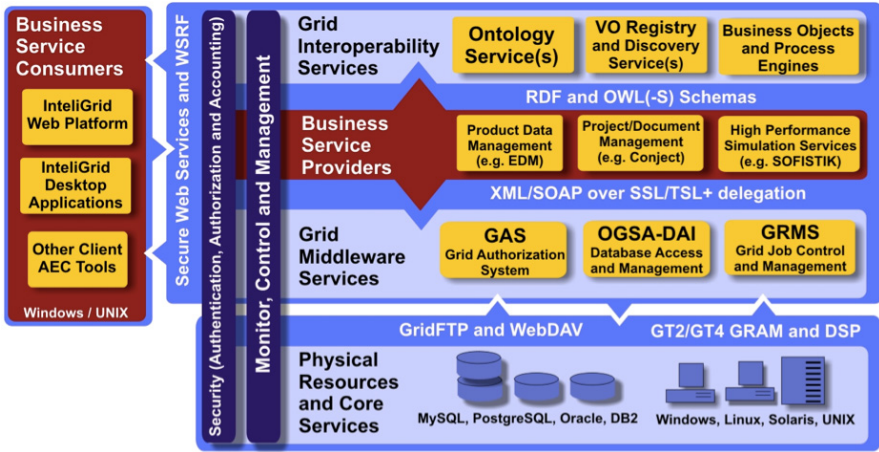 Business
Service
Consumers
InteliGrid
Web Platform
InteliGrid
Desktop
Applications
Other Client
AEC Tools
Windows / UNIX
Secure Web Services and WSRF
Security (Authentication, Authorization and Accounting)
Monitor, Control and Management
Grid
Interoperability
Services
Ontology
Service(s)
VO Registry
and Discovery
Service(s)
Business Objects
and Process
Engines
RDF and OWL(-S) Schemas
Business
Service
Providers
Product Data
Management
(e.g. EDM)
Project/Document
Management
(e.g. Conject)
High Performance
Simulation Services
(e.g. SOFISTIK)
XML/SOAP over SSL/TSL+ delegation
Grid
Middleware
Services
GAS
Grid Authorization
System
OGSA-DAI
Database Access
and Management
GRMS
Grid Job Control
and Management
GridFTP and WebDAV
GT2/GT4 GRAM and DSP
Physical
Resources
and Core
Services
MySQL, PostgreSQL, Oracle, DB2
Windows, Linux, Solaris, UNIX